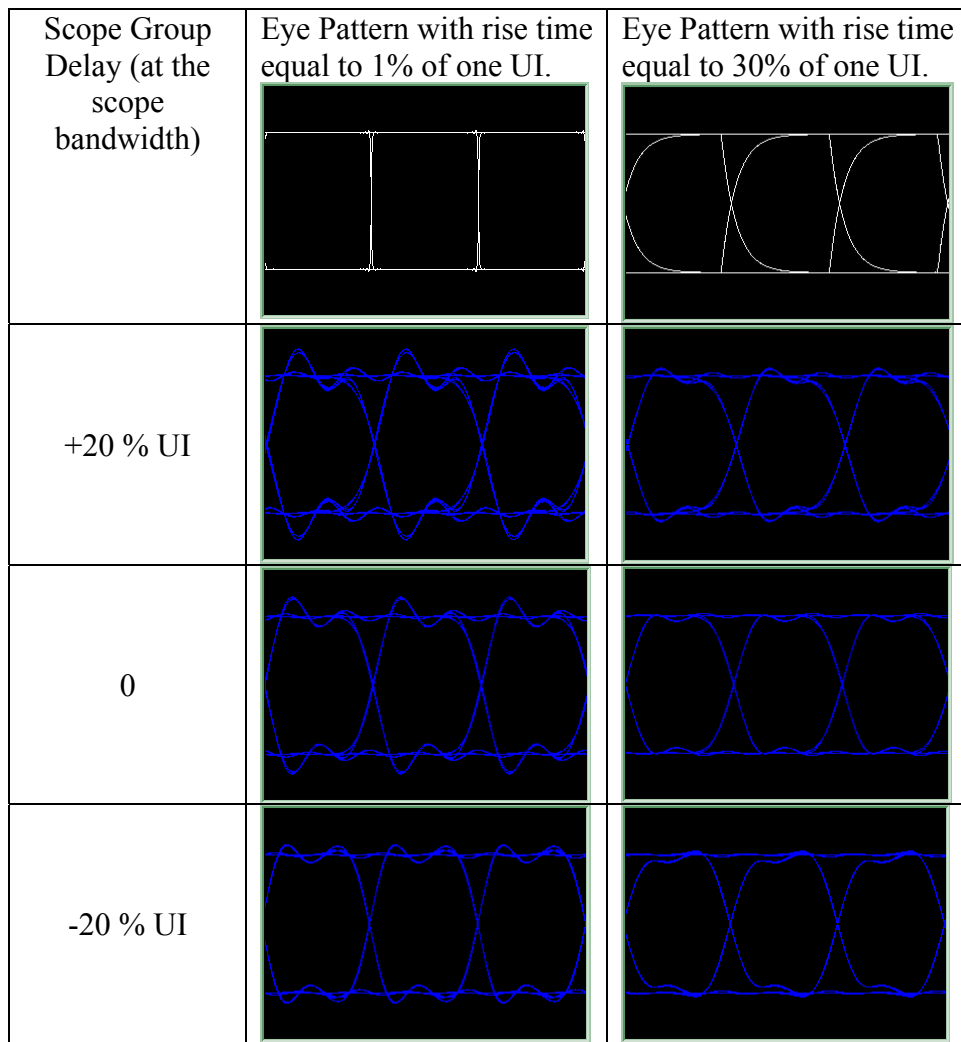 Scope Group
Delay (at the
scope
bandwidth)
Eye Pattern with rise time
equal to 1% of one UI.
Eye Pattern with rise time
equal to 30% of one UI.
+20 % UI
0
-20 % UI